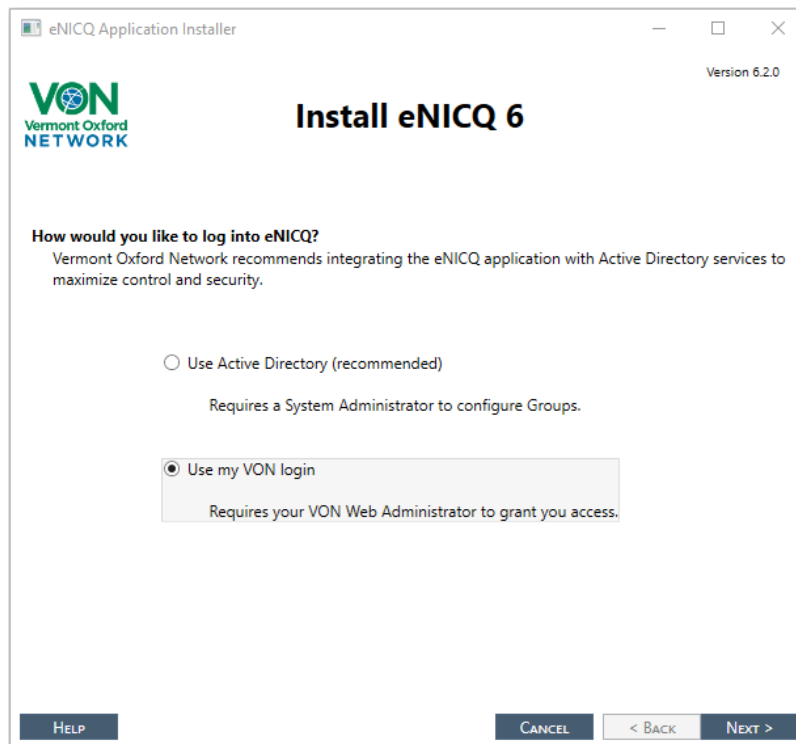 eNICQ Application Installer
Version 6.2.0
VON
Vermont Oxford
NETWORK
Install eNICQ 6
How would you like to log into eNICQ?
Vermont Oxford Network recommends integrating the eNICQ application with Active Directory services to
maximize control and security.
Use Active Directory (recommended)
Requires a System Administrator to configure Groups.
Use my VON login
Requires your VON Web Administrator to grant you access.
HELP
CANCEL
< BACK
NEXT >